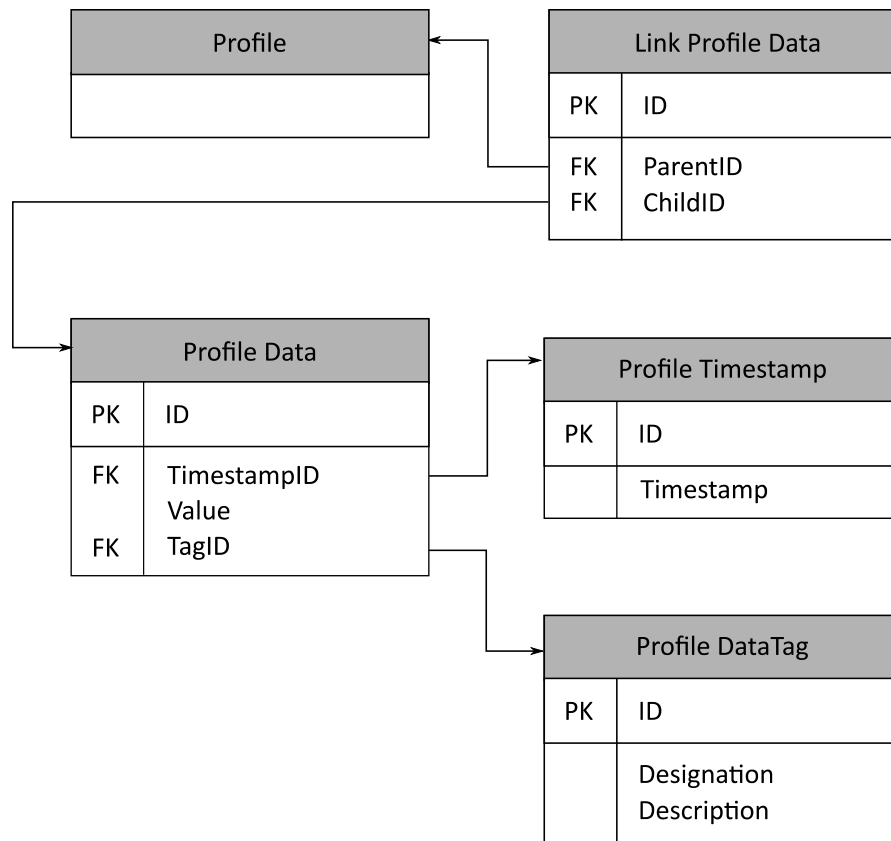 Profile
Link Profile Data
PK ID
FK ParentID
FK ChildID
Profile Data
PK ID
FK TimestampID
Value
FK TagID
Profile Timestamp
PK ID
Timestamp
Profile DataTag
PK ID
Designation
Description